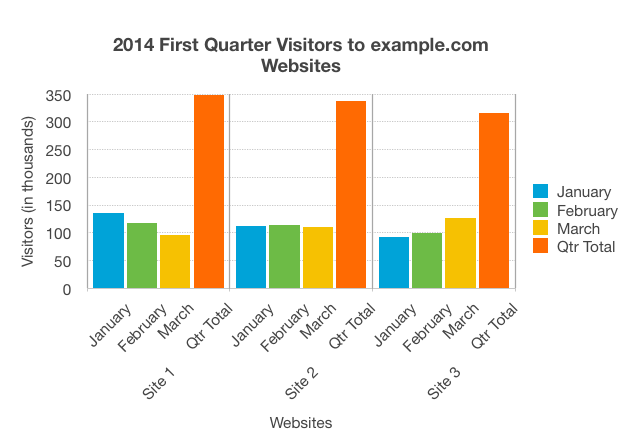 2014 First Quarter Visitors to example.com
Websites
Visitors (in thousands)
350
300
250
200
150
100
50
0
January
February
March
Qtr Total
January
February
March
Qtr Total
January
February
March
Qtr Total
Site 1
Site 2
Site 3
Websites
January
February
March
Qtr Total